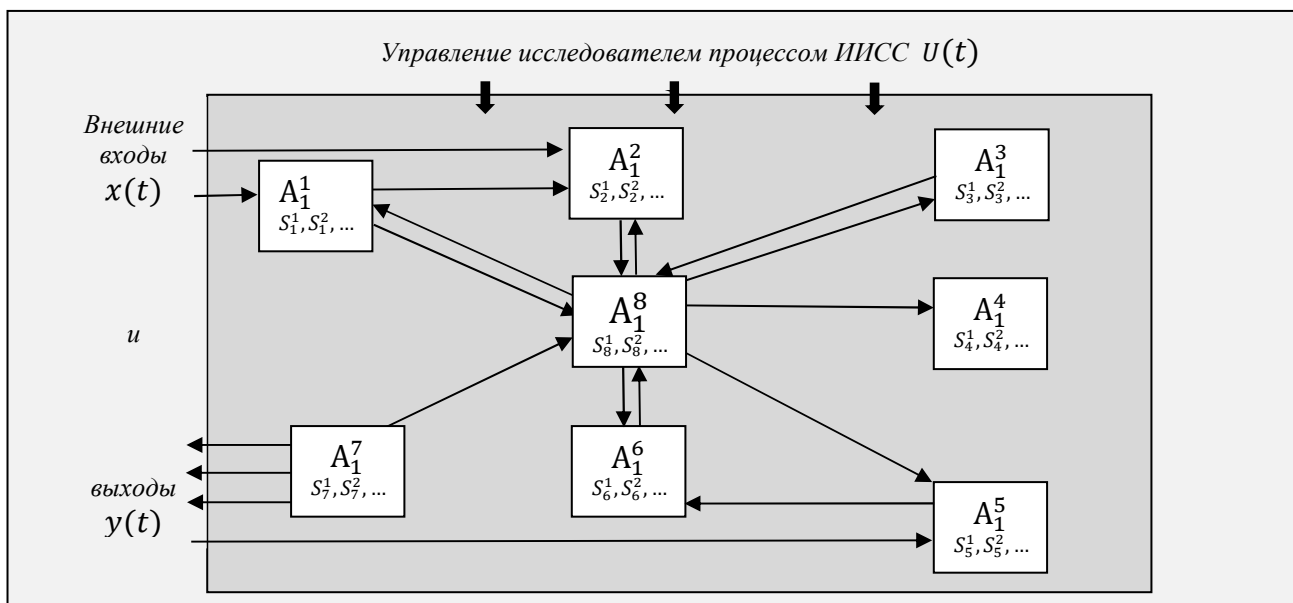 Управление исследователем процессом ИИСС U(t)
Внешние
входы
x(t)
A₁¹
S₁¹, S₁², ...
A₁²
S₂¹, S₂², ...
A₁³
S₃¹, S₃², ...
A₁⁸
S₈¹, S₈², ...
A₁⁴
S₄¹, S₄², ...
и
A₁⁷
S₇¹, S₇², ...
A₁⁶
S₆¹, S₆², ...
выходы
y(t)
A₁⁵
S₅¹, S₅², ...